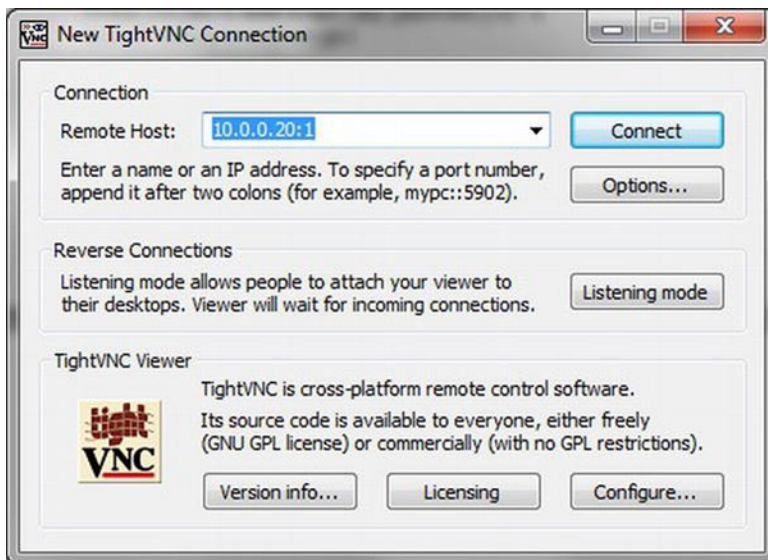 New TightVNC Connection
Connection
Remote Host:
10.0.0.20:1
Connect
Enter a name or an IP address. To specify a port number,
append it after two colons (for example, mypc::5902).
Options...
Reverse Connections
Listening mode allows people to attach your viewer to
their desktops. Viewer will wait for incoming connections.
Listening mode
TightVNC Viewer
tight
VNC
TightVNC is cross-platform remote control software.
Its source code is available to everyone, either freely
(GNU GPL license) or commercially (with no GPL restrictions).
Version info...
Licensing
Configure...